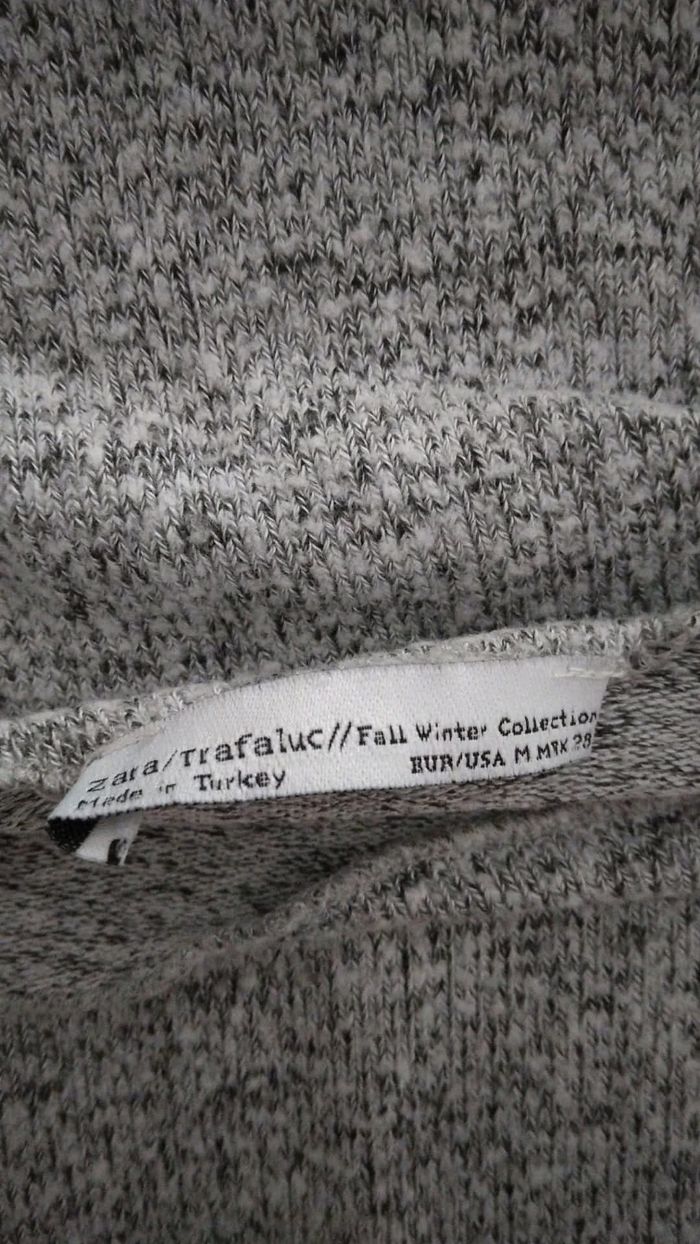 Zara/Trafaluc//Fall Winter Collection
Made in Turkey
EUR/USA M MEX 28